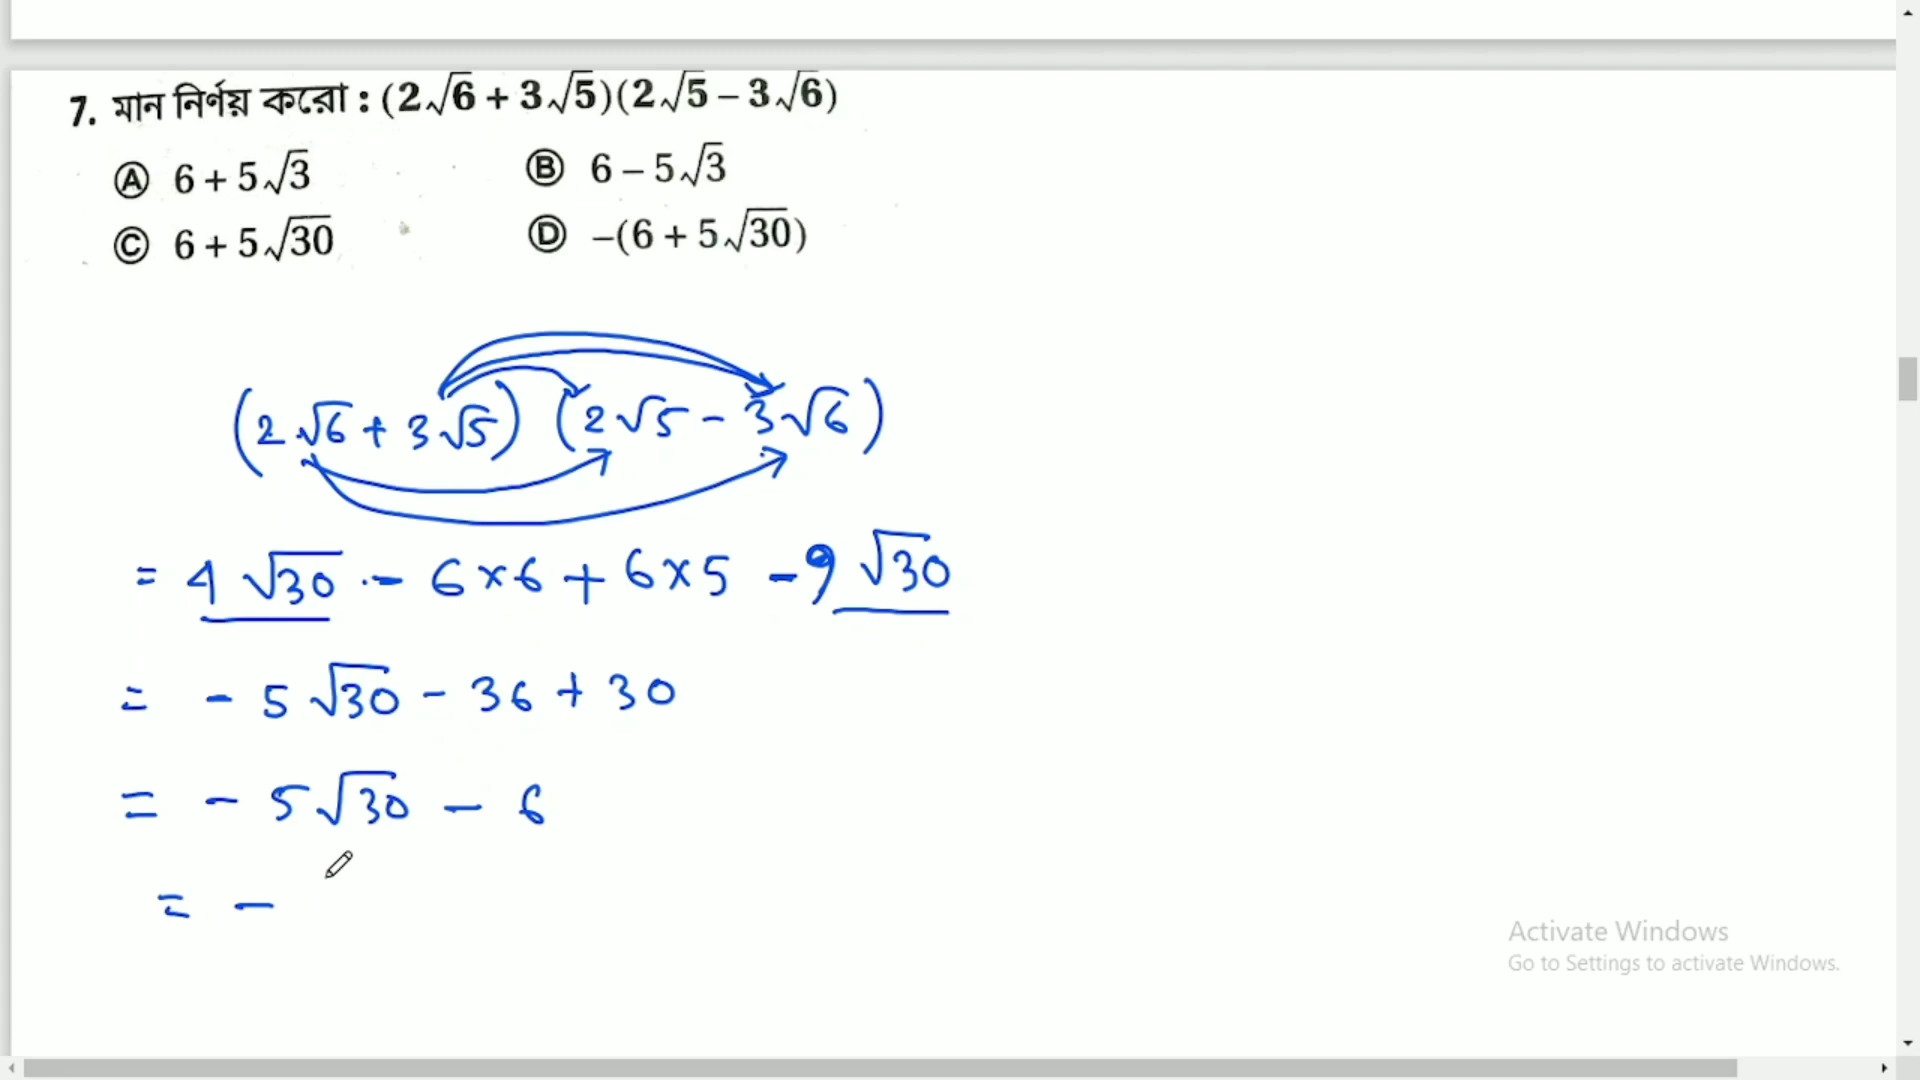 7. মান নির্ণয় করো : (2√6 + 3√5)(2√5 – 3√6)
Ⓐ 6 + 5√3 Ⓑ 6 – 5√3
Ⓒ 6 + 5√30 Ⓓ –(6 + 5√30)
(2√6 + 3√5) (2√5 - 3√6)
= 4√30 - 6×6 + 6×5 - 9√30
= - 5√30 - 36 + 30
= - 5√30 - 6
= -
Activate Windows
Go to Settings to activate Windows.